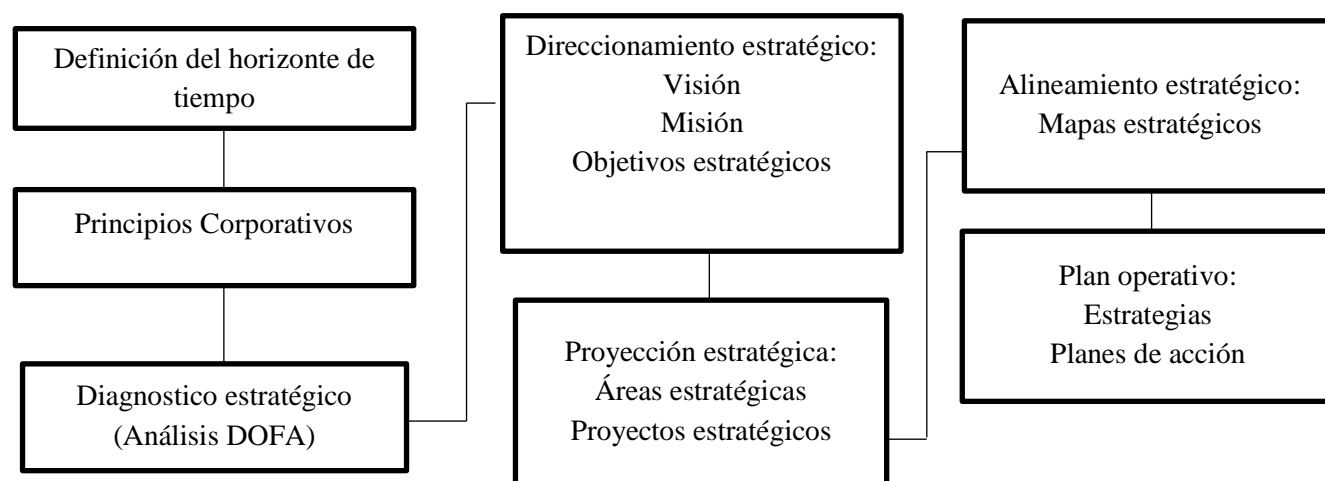 Definición del horizonte de
tiempo
Principios Corporativos
Diagnostico estratégico
(Análisis DOFA)
Direccionamiento estratégico:
Visión
Misión
Objetivos estratégicos
Proyección estratégica:
Áreas estratégicas
Proyectos estratégicos
Alineamiento estratégico:
Mapas estratégicos
Plan operativo:
Estrategias
Planes de acción